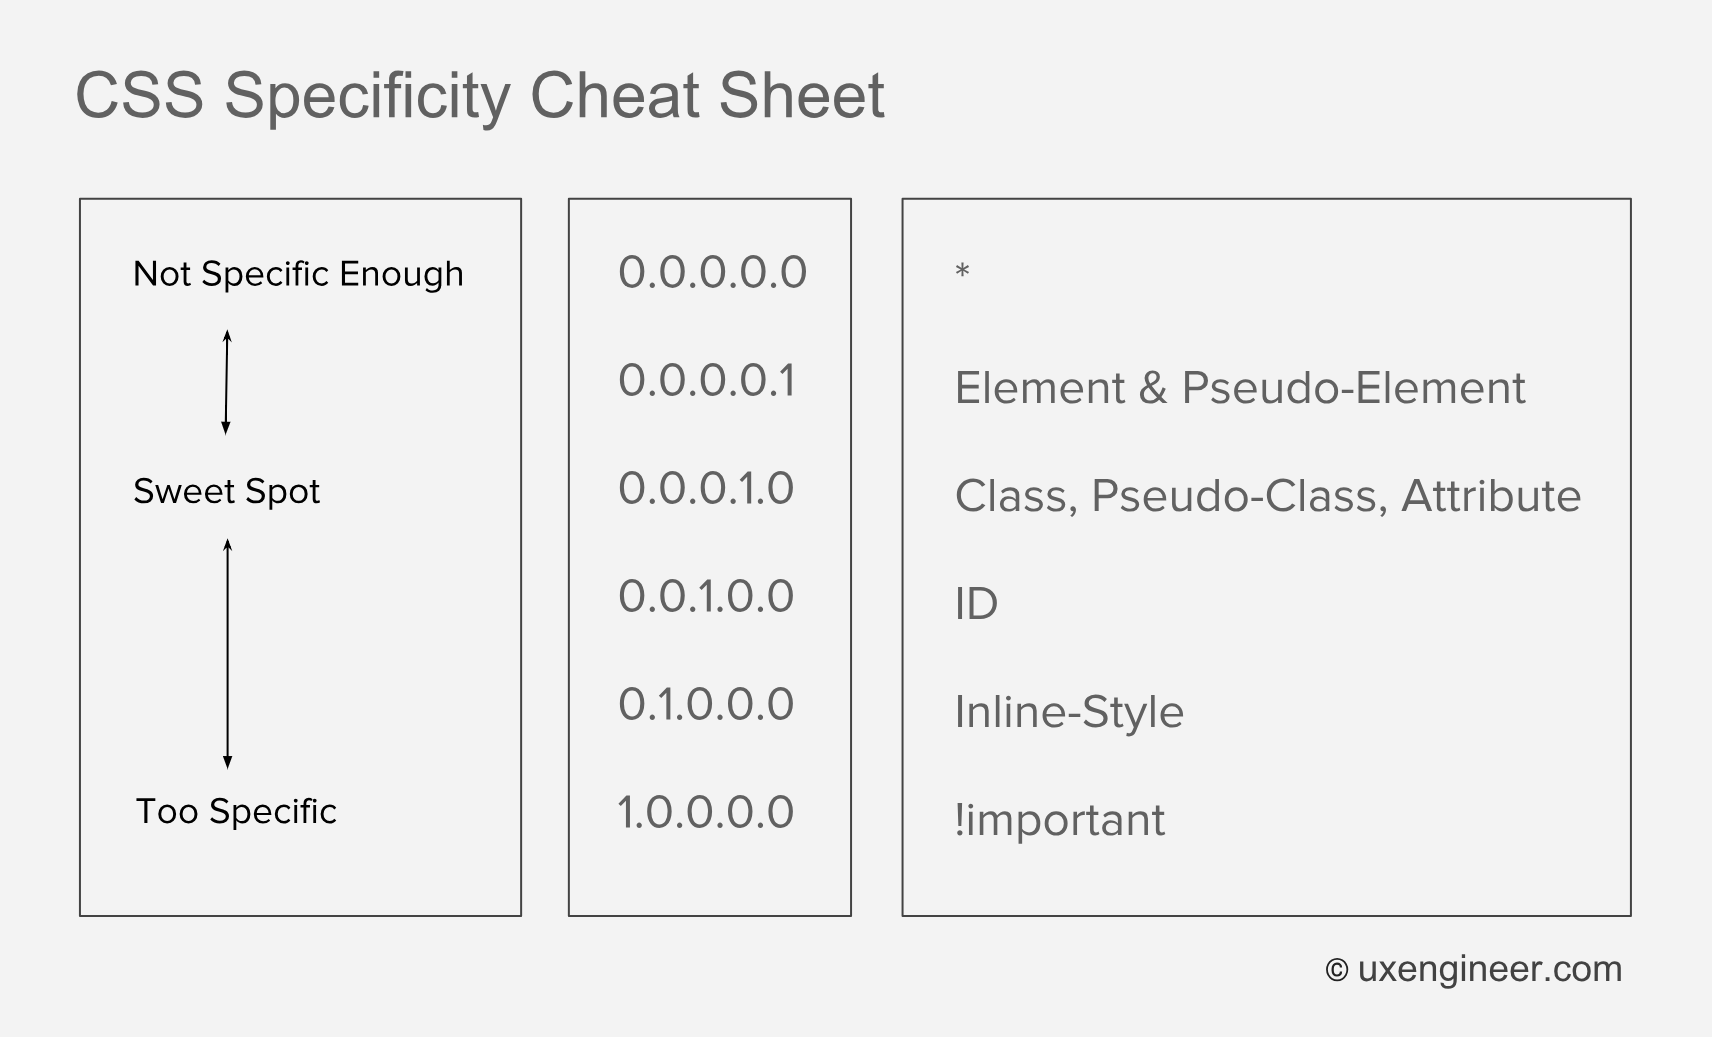 CSS Specificity Cheat Sheet
Not Specific Enough
Sweet Spot
Too Specific
0.0.0.0.0
0.0.0.0.1
0.0.0.1.0
0.0.1.0.0
0.1.0.0.0
1.0.0.0.0
*
Element & Pseudo-Element
Class, Pseudo-Class, Attribute
ID
Inline-Style
!important
© uxengineer.com